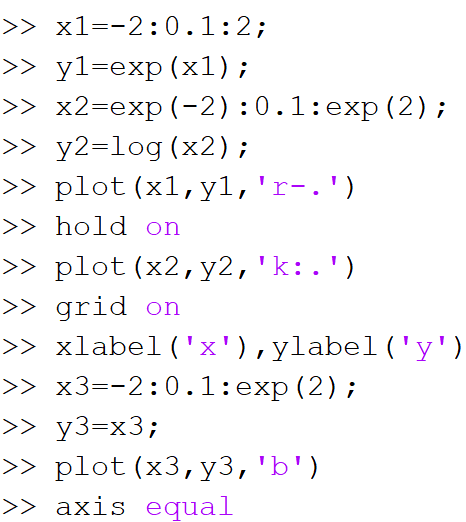 >> x1=-2:0.1:2;
>> y1=exp(x1);
>> x2=exp(-2):0.1:exp(2);
>> y2=log(x2);
>> plot(x1,y1,'r-.')
>> hold on
>> plot(x2,y2,'k:.')
>> grid on
>> xlabel('x'),ylabel('y')
>> x3=-2:0.1:exp(2);
>> y3=x3;
>> plot(x3,y3,'b')
>> axis equal